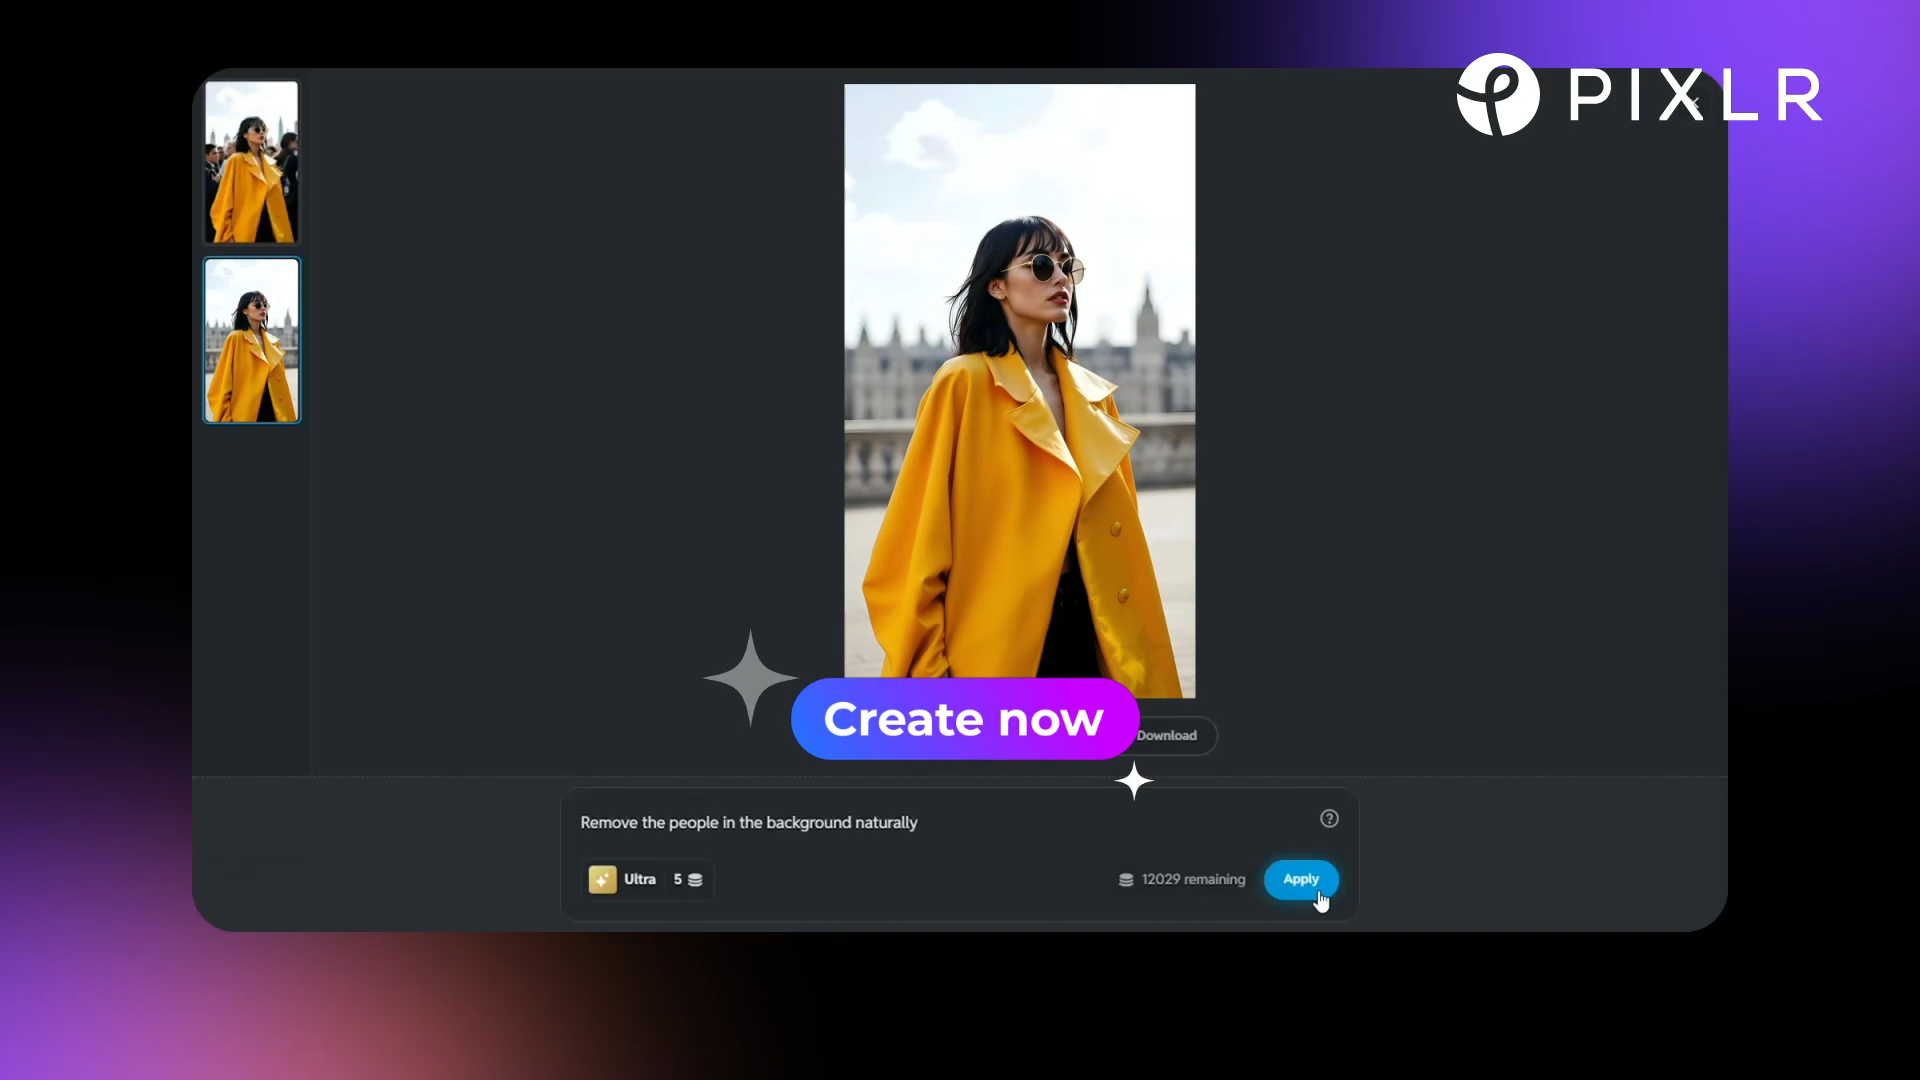 PIXLR
Create now
Download
Remove the people in the background naturally
Ultra 5
12029 remaining
Apply